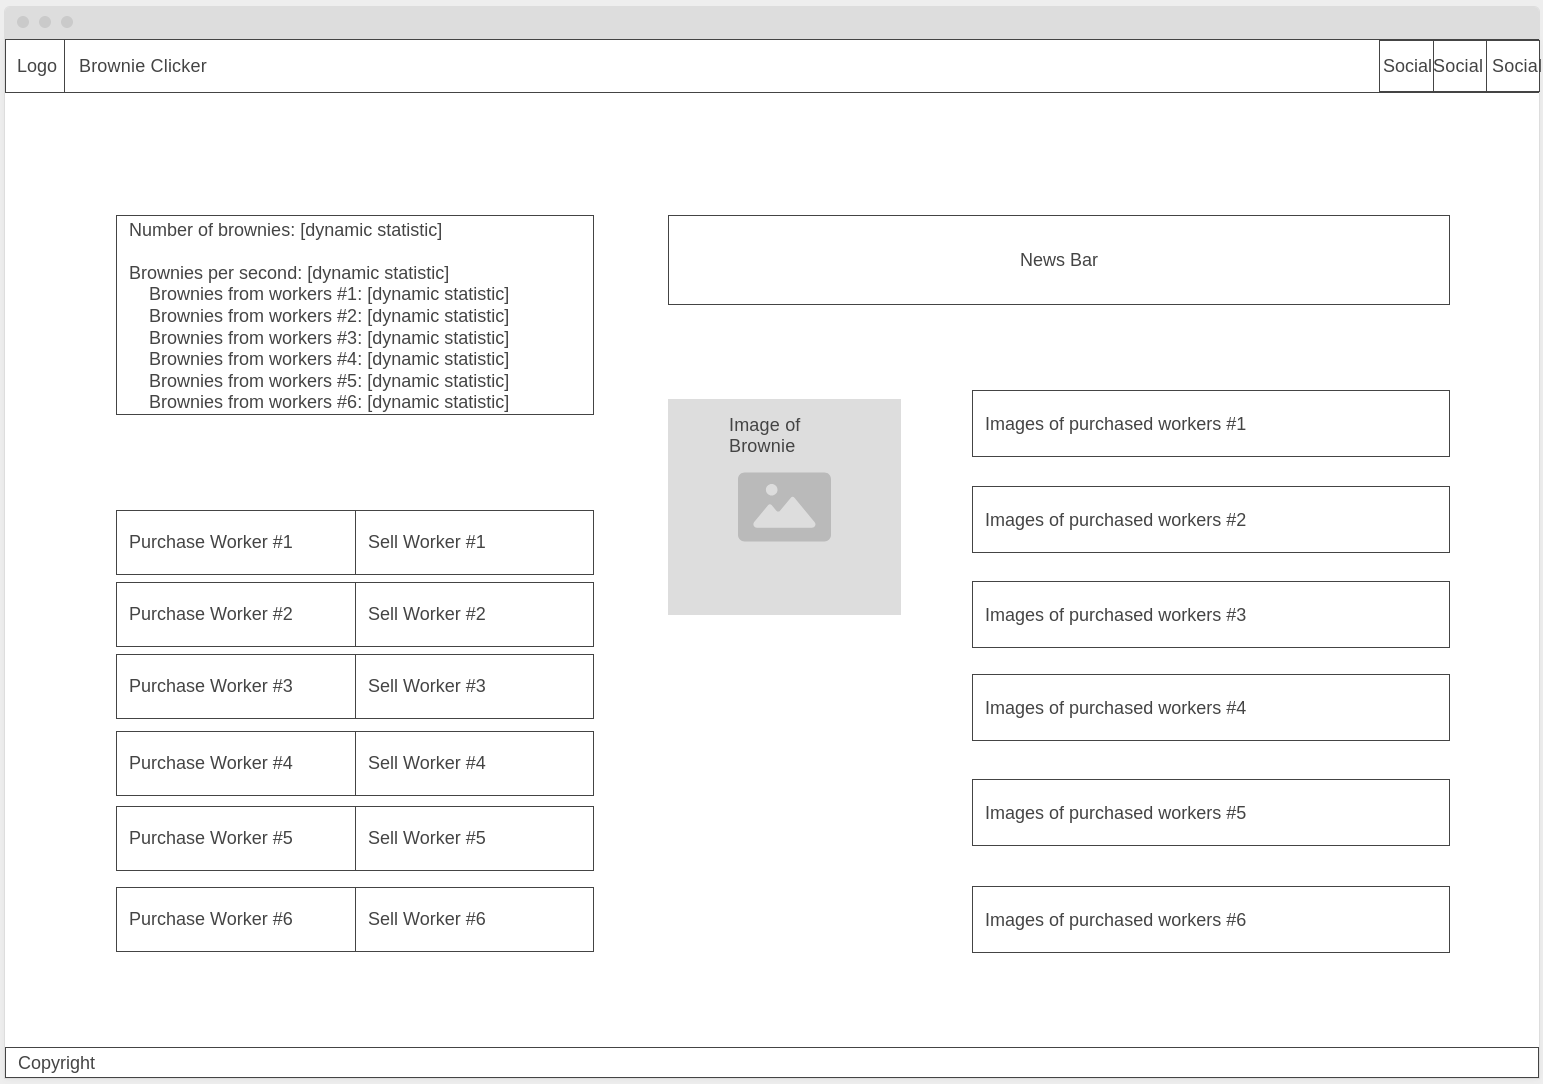 Logo
Brownie Clicker
Social
Social
Social
Number of brownies: [dynamic statistic]
Brownies per second: [dynamic statistic]
Brownies from workers #1: [dynamic statistic]
Brownies from workers #2: [dynamic statistic]
Brownies from workers #3: [dynamic statistic]
Brownies from workers #4: [dynamic statistic]
Brownies from workers #5: [dynamic statistic]
Brownies from workers #6: [dynamic statistic]
News Bar
Purchase Worker #1
Sell Worker #1
Purchase Worker #2
Sell Worker #2
Purchase Worker #3
Sell Worker #3
Purchase Worker #4
Sell Worker #4
Purchase Worker #5
Sell Worker #5
Purchase Worker #6
Sell Worker #6
Image of
Brownie
Images of purchased workers #1
Images of purchased workers #2
Images of purchased workers #3
Images of purchased workers #4
Images of purchased workers #5
Images of purchased workers #6
Copyright